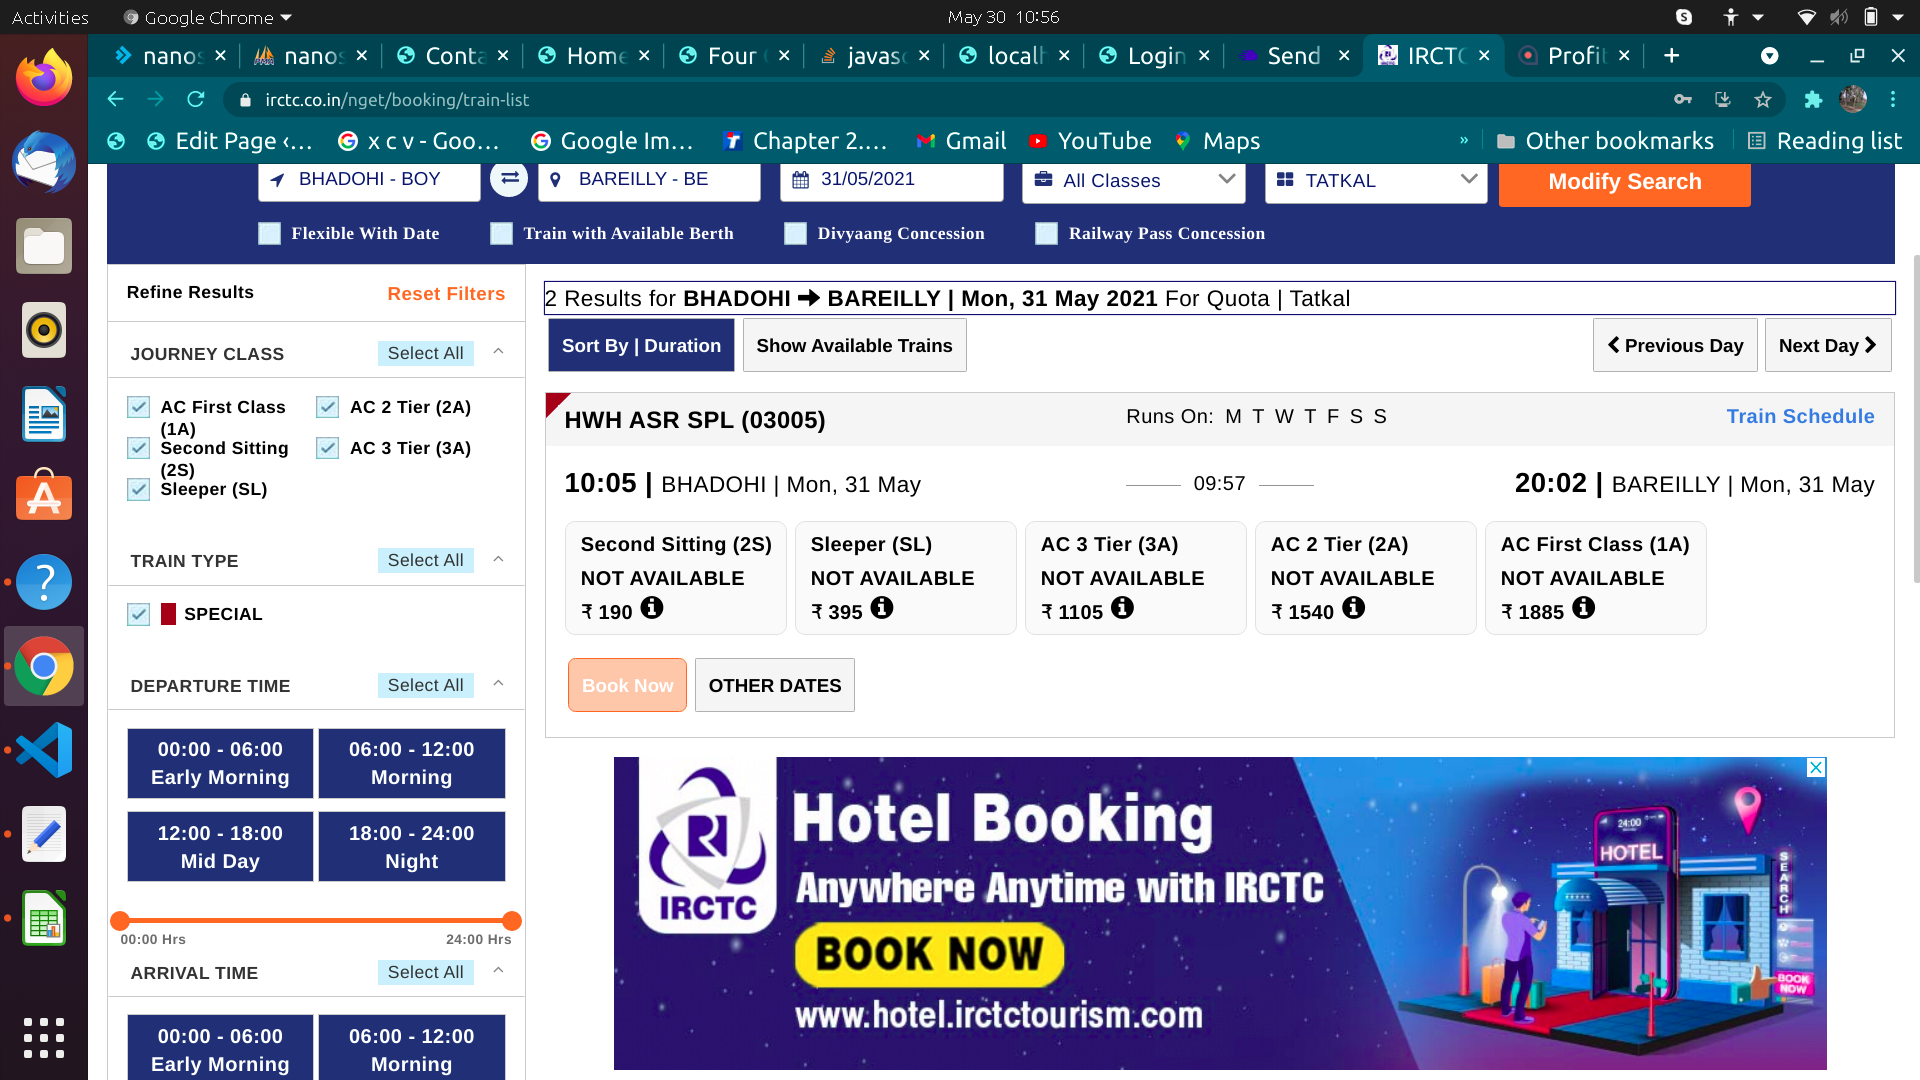 Activities
Google Chrome
May 30 10:56
nanos
nanos
Conta
Home
Four
javasc
localh
Login
Send
IRCTC
Profit
irctc.co.in/nget/booking/train-list
Edit Page ‹…
x c v - Goo…
Google Im…
Chapter 2.…
Gmail
YouTube
Maps
»
Other bookmarks
Reading list
BHADOHI - BOY
BAREILLY - BE
31/05/2021
All Classes
TATKAL
Modify Search
Flexible With Date
Train with Available Berth
Divyaang Concession
Railway Pass Concession
Refine Results
Reset Filters
JOURNEY CLASS
Select All
AC First Class (1A)
AC 2 Tier (2A)
Second Sitting (2S)
AC 3 Tier (3A)
Sleeper (SL)
TRAIN TYPE
Select All
SPECIAL
DEPARTURE TIME
Select All
00:00 - 06:00
Early Morning
06:00 - 12:00
Morning
12:00 - 18:00
Mid Day
18:00 - 24:00
Night
00:00 Hrs
24:00 Hrs
ARRIVAL TIME
Select All
00:00 - 06:00
Early Morning
06:00 - 12:00
Morning
2 Results for BHADOHI ➞ BAREILLY | Mon, 31 May 2021 For Quota | Tatkal
Sort By | Duration
Show Available Trains
Previous Day
Next Day
HWH ASR SPL (03005)
Runs On: M T W T F S S
Train Schedule
10:05 | BHADOHI | Mon, 31 May
09:57
20:02 | BAREILLY | Mon, 31 May
Second Sitting (2S)
NOT AVAILABLE
₹ 190
Sleeper (SL)
NOT AVAILABLE
₹ 395
AC 3 Tier (3A)
NOT AVAILABLE
₹ 1105
AC 2 Tier (2A)
NOT AVAILABLE
₹ 1540
AC First Class (1A)
NOT AVAILABLE
₹ 1885
Book Now
OTHER DATES
IRCTC
Hotel Booking
Anywhere Anytime with IRCTC
BOOK NOW
www.hotel.irctctourism.com
24:00
HOTEL
SEARCH
BOOK NOW